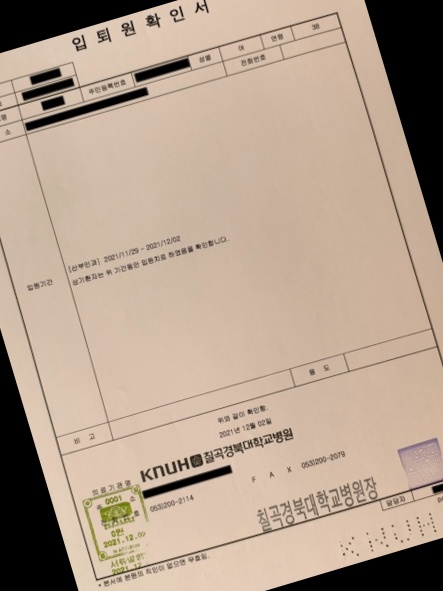 입 퇴 원 확 인 서
주민등록번호
성별
여
연령
38
소
전화번호
입원기간
[산부인과] 2021/11/25 - 2021/12/02
상기환자는 위 기간동안 입원치료 하였음을 확인합니다.
비 고
용 도
위와 같이 확인함.
2021년 12월 02일
의료기관명
KNUH 칠곡경북대학교병원
053)200-2114
F A X 053)200-2079
칠곡경북대학교병원장
담당자
0001
0원
2021.12.
* 본서에 본원의 직인이 없으면 무효임.
KNUH